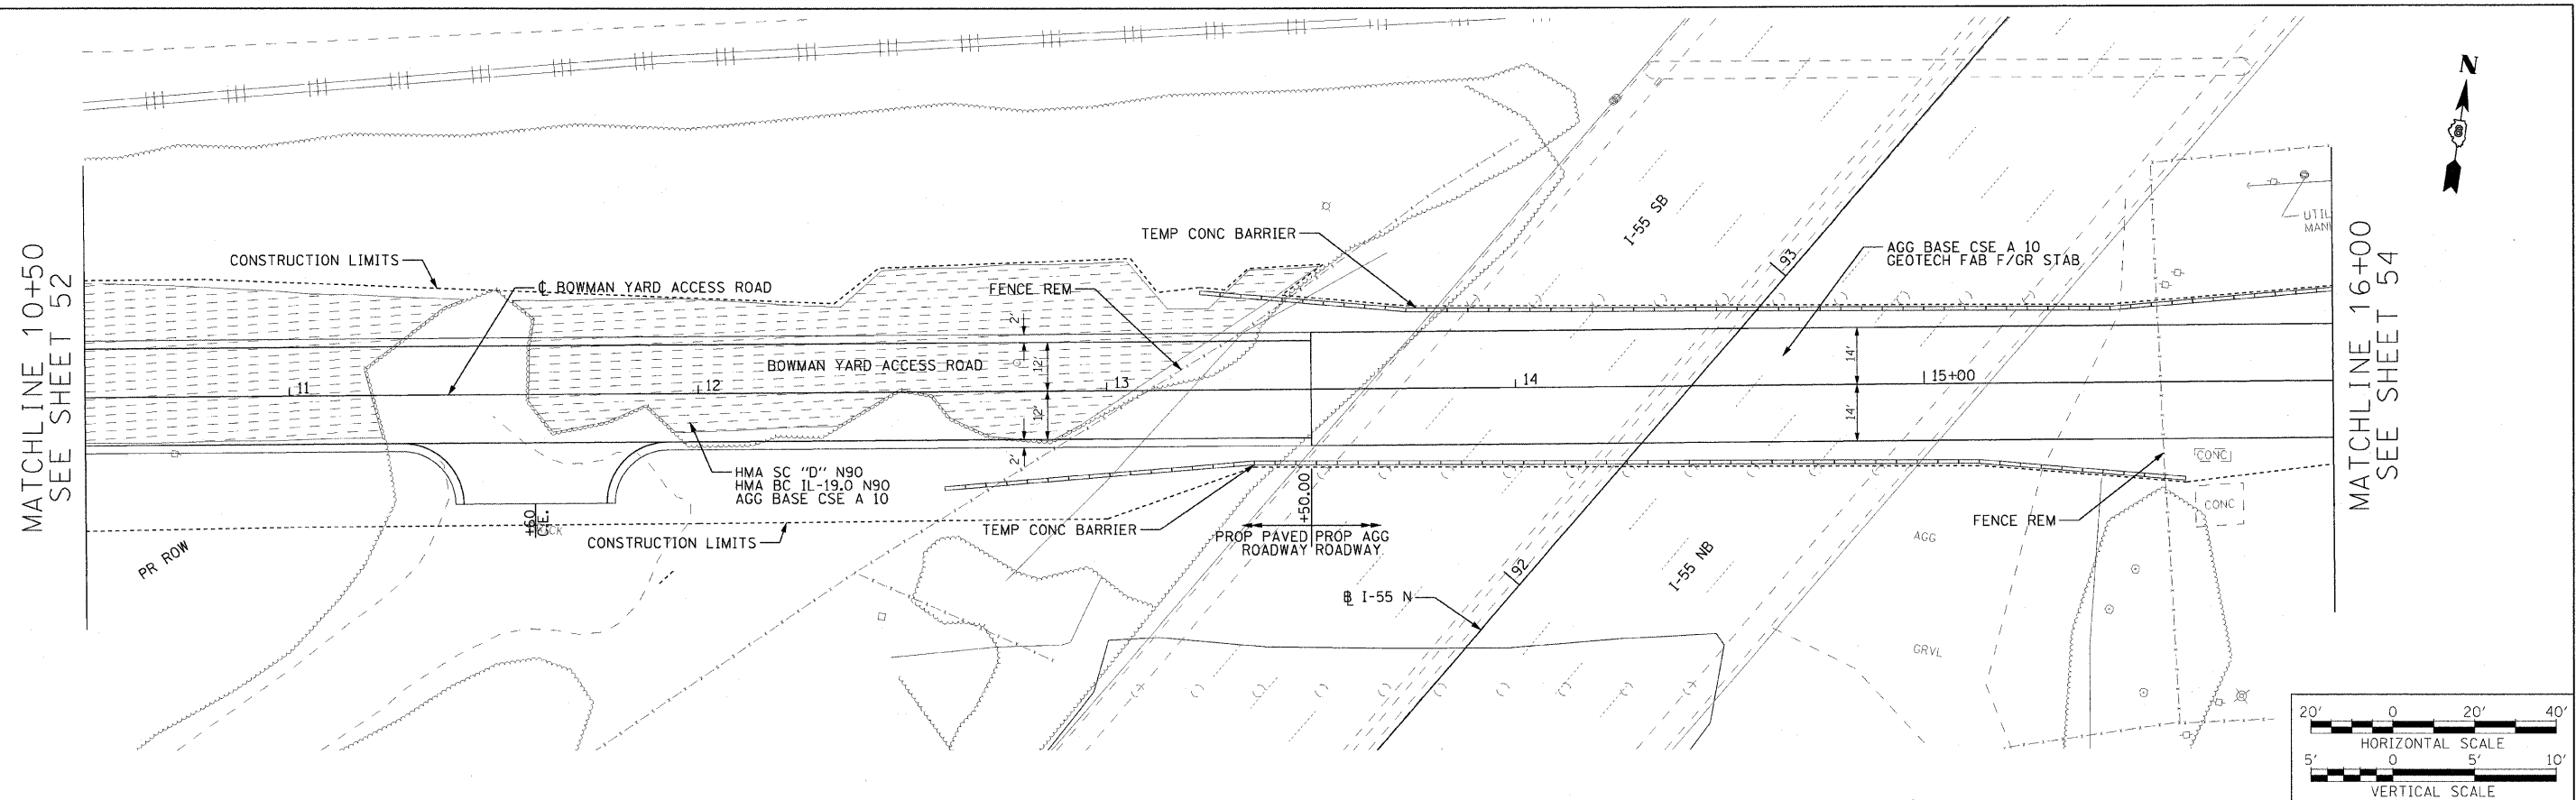 N
I-55 SB
TEMP CONC BARRIER
93
AGG BASE CSE A 10
GEOTECH FAB F/GR STAB
UTIL
MAN
MATCHLINE 10+50
SEE SHEET 52
CONSTRUCTION LIMITS
℄ BOWMAN YARD ACCESS ROAD
FENCE REM
2'
BOWMAN YARD ACCESS ROAD
12'
14'
11
12
13
14
15+00
12'
14'
2'
HMA SC "D" N90
HMA BC IL-19.0 N90
AGG BASE CSE A 10
CONC
CONC
MATCHLINE 16+00
SEE SHEET 54
+60
C.E.
CONSTRUCTION LIMITS
TEMP CONC BARRIER
+50.00
PROP PAVED
ROADWAY
PROP AGG
ROADWAY
FENCE REM
PR ROW
92
I-55 NB
AGG
I-55 N
GRVL
20' 0 20' 40'
HORIZONTAL SCALE
5' 0 5' 10'
VERTICAL SCALE